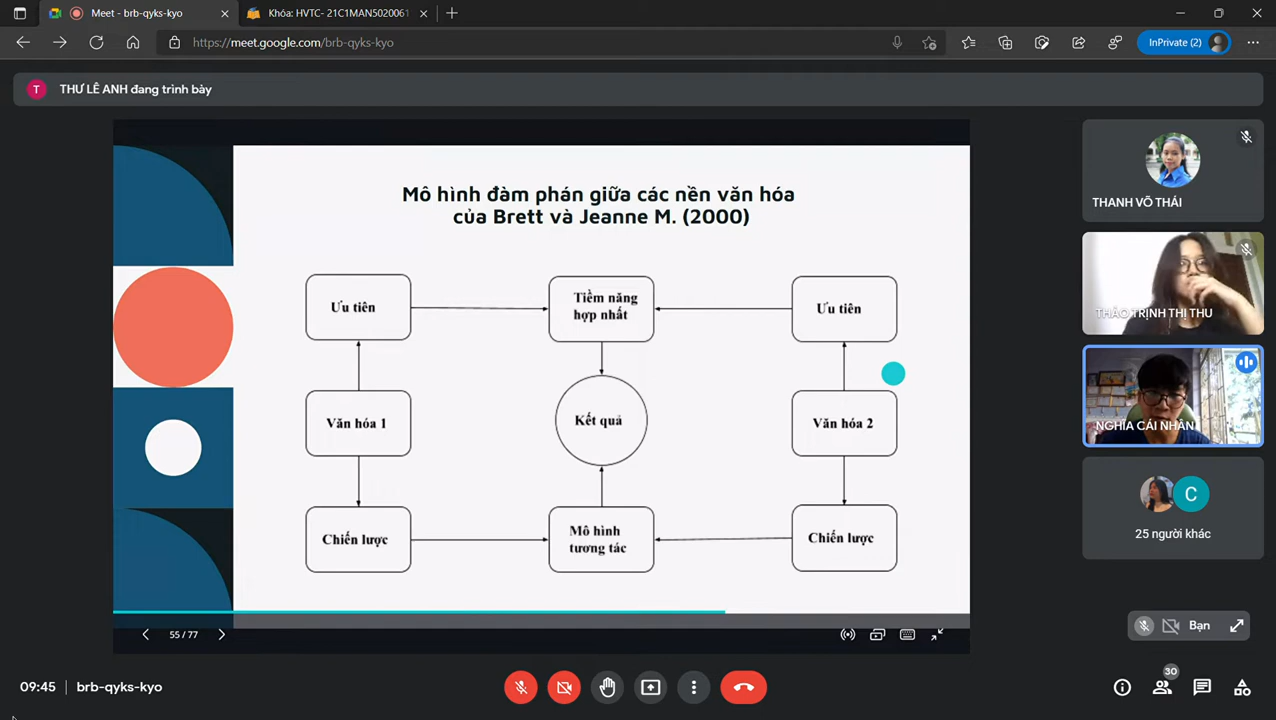 Meet - brb-qyks-kyo
Khóa: HVTC- 21C1MAN5020061
https://meet.google.com/brb-qyks-kyo
InPrivate (2)
T
THƯ LÊ ANH đang trình bày
Mô hình đàm phán giữa các nền văn hóa
của Brett và Jeanne M. (2000)
Ưu tiên
Tiềm năng
hợp nhất
Ưu tiên
Văn hóa 1
Kết quả
Văn hóa 2
Chiến lược
Mô hình
tương tác
Chiến lược
55 / 77
THANH VÕ THÁI
THẢO TRỊNH THỊ THU
NGHĨA CÁI NHÂN
C
25 người khác
Bạn
09:45
brb-qyks-kyo
30